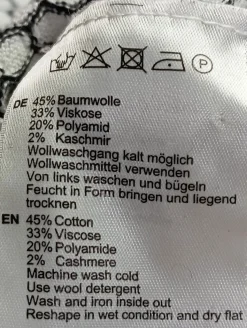 P
DE 45% Baumwolle
33% Viskose
20% Polyamid
2% Kaschmir
Wollwaschgang kalt möglich
Wollwaschmittel verwenden
Von links waschen und bügeln
Feucht in Form bringen und liegend
trocknen
EN 45% Cotton
33% Viscose
20% Polyamide
2% Cashmere
Machine wash cold
Use wool detergent
Wash and iron inside out
Reshape in wet condition and dry flat